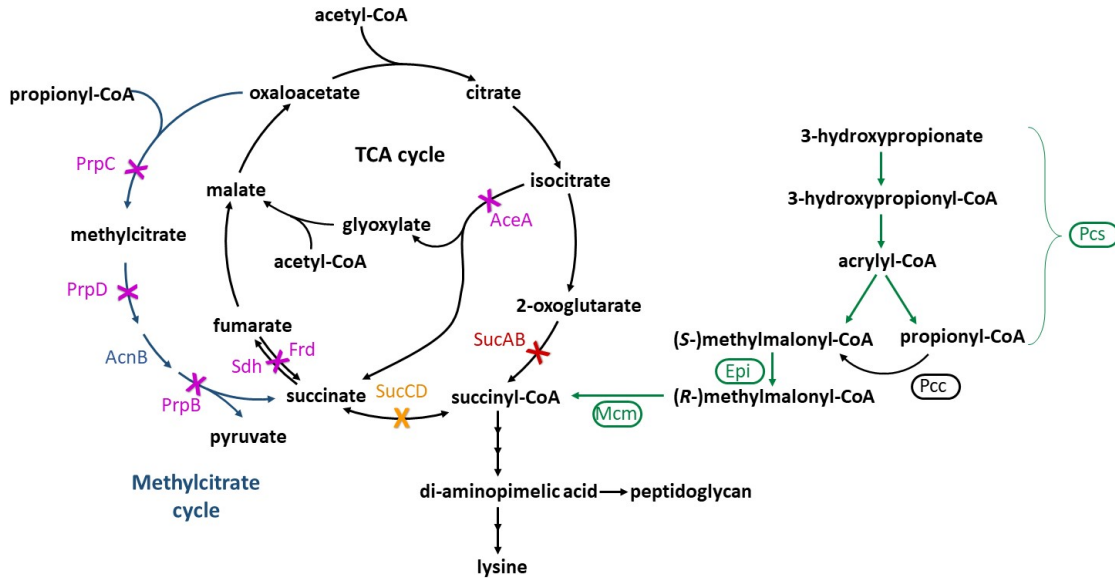 acetyl-CoA
propionyl-CoA
oxaloacetate
citrate
3-hydroxypropionate
PrpC
TCA cycle
malate
isocitrate
3-hydroxypropionyl-CoA
AceA
glyoxylate
methylcitrate
Pcs
acetyl-CoA
acrylyl-CoA
PrpD
2-oxoglutarate
fumarate
SucAB
(S-)methylmalonyl-CoA
propionyl-CoA
AcnB
Frd
Sdh
Epi
Pcc
PrpB
succinate
SucCD
succinyl-CoA
Mcm
(R-)methylmalonyl-CoA
pyruvate
Methylcitrate
cycle
di-aminopimelic acid
peptidoglycan
lysine